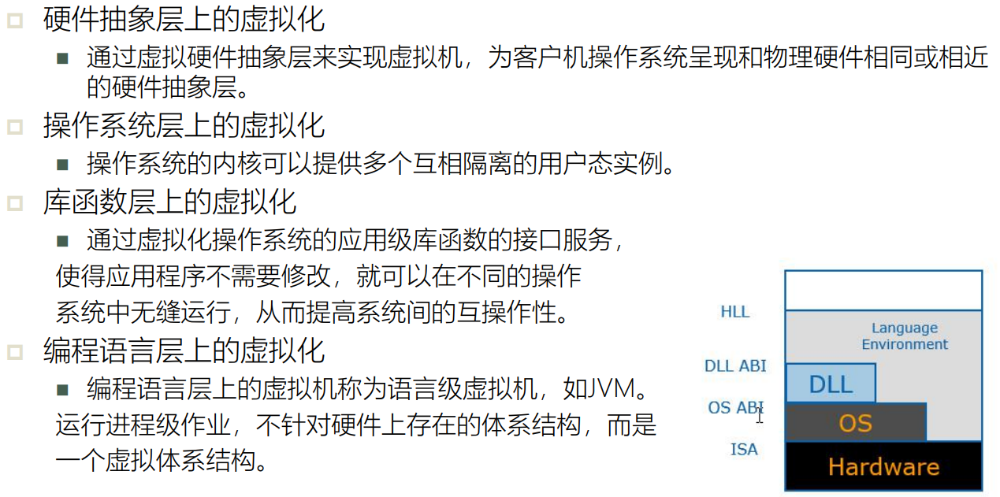 硬件抽象层上的虚拟化
通过虚拟硬件抽象层来实现虚拟机，为客户机操作系统呈现和物理硬件相同或相近
的硬件抽象层。
操作系统层上的虚拟化
操作系统的内核可以提供多个互相隔离的用户态实例。
库函数层上的虚拟化
通过虚拟化操作系统的应用级库函数的接口服务，
使得应用程序不需要修改，就可以在不同的操作
系统中无缝运行，从而提高系统间的互操作性。
编程语言层上的虚拟化
编程语言层上的虚拟机称为语言级虚拟机，如JVM。
运行进程级作业，不针对硬件上存在的体系结构，而是
一个虚拟体系结构。
HLL
Language
Environment
DLL ABI
DLL
OS ABI
OS
ISA
Hardware